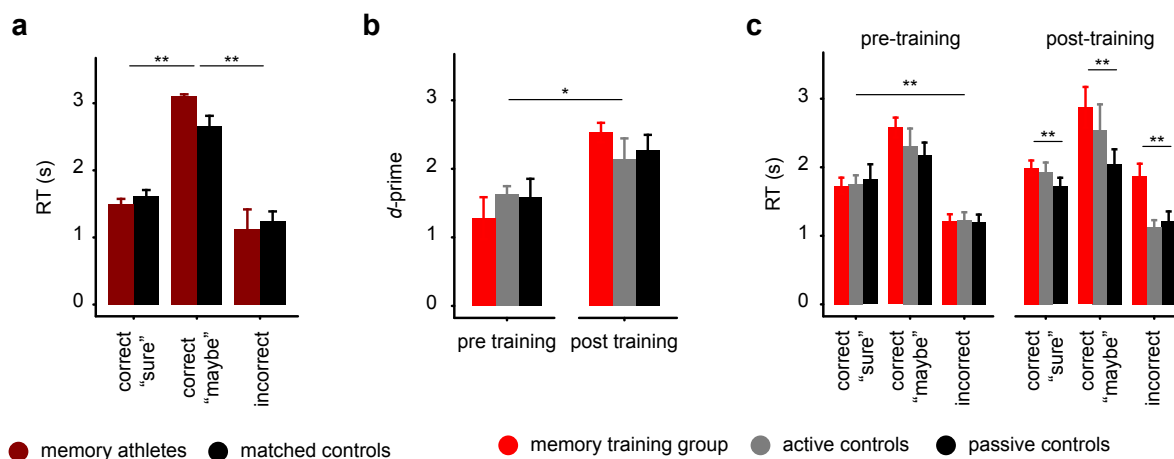 a
**
**
3
2
1
0
RT (s)
correct
“sure”
correct
“maybe”
incorrect
memory athletes
matched controls
b
*
3
2
1
0
d-prime
pre training
post training
c
pre-training
post-training
**
**
**
**
3
2
1
0
RT (s)
correct
“sure”
correct
“maybe”
incorrect
correct
“sure”
correct
“maybe”
incorrect
memory training group
active controls
passive controls